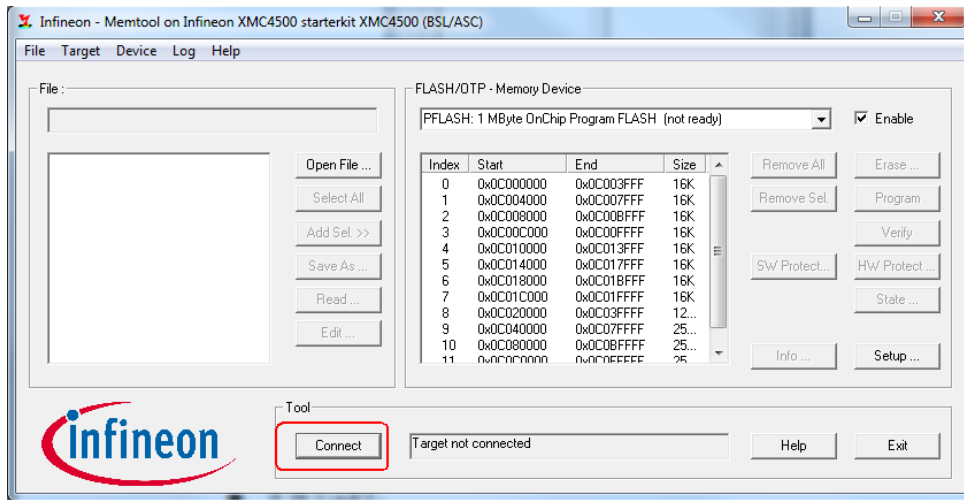 Infineon - Memtool on Infineon XMC4500 starterkit XMC4500 (BSL/ASC)
File Target Device Log Help
File :
Open File ...
Select All
Add Sel. >>
Save As ...
Read ...
Edit ...
FLASH/OTP - Memory Device
PFLASH: 1 MByte OnChip Program FLASH (not ready)
Enable
Index Start End Size
0 0x0C000000 0x0C003FFF 16K
1 0x0C004000 0x0C007FFF 16K
2 0x0C008000 0x0C00BFFF 16K
3 0x0C00C000 0x0C00FFFF 16K
4 0x0C010000 0x0C013FFF 16K
5 0x0C014000 0x0C017FFF 16K
6 0x0C018000 0x0C01BFFF 16K
7 0x0C01C000 0x0C01FFFF 16K
8 0x0C020000 0x0C03FFFF 12...
9 0x0C040000 0x0C07FFFF 25...
10 0x0C080000 0x0C0BFFFF 25...
11 0x0C0C0000 0x0C0FFFFF 25
Remove All
Remove Sel.
SW Protect...
Info ...
Erase ...
Program
Verify
HW Protect ...
State ...
Setup ...
infineon
Tool
Connect
Target not connected
Help
Exit